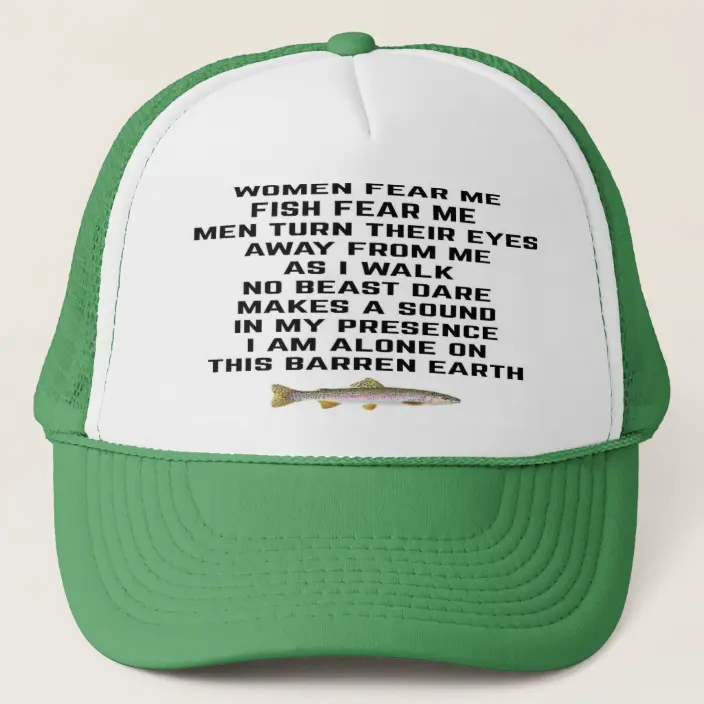 WOMEN FEAR ME
FISH FEAR ME
MEN TURN THEIR EYES
AWAY FROM ME
AS I WALK
NO BEAST DARE
MAKES A SOUND
IN MY PRESENCE
I AM ALONE ON
THIS BARREN EARTH